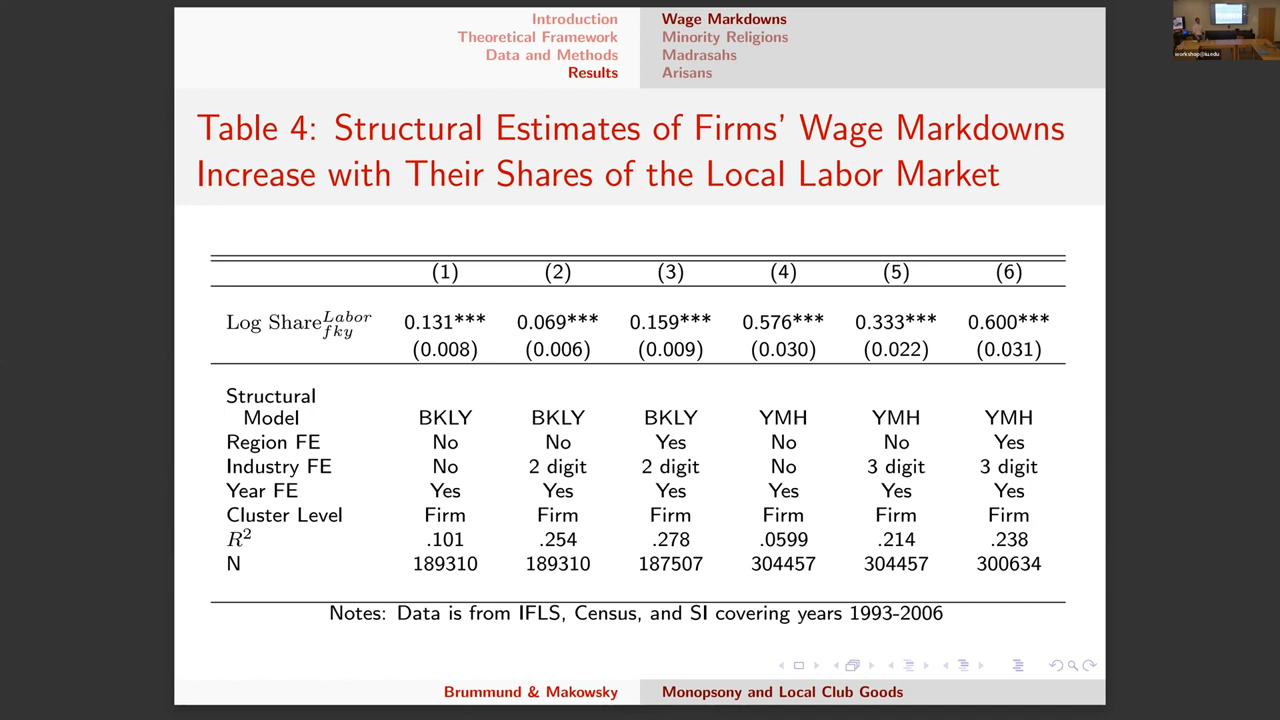 Introduction
Theoretical Framework
Data and Methods
Results
Wage Markdowns
Minority Religions
Madrasahs
Arisans
workshop@iu.edu
Table 4: Structural Estimates of Firms' Wage Markdowns
Increase with Their Shares of the Local Labor Market
(1) (2) (3) (4) (5) (6)
Log Share^{Labor}_{fky} 0.131*** 0.069*** 0.159*** 0.576*** 0.333*** 0.600***
(0.008) (0.006) (0.009) (0.030) (0.022) (0.031)
Structural
Model BKLY BKLY BKLY YMH YMH YMH
Region FE No No Yes No No Yes
Industry FE No 2 digit 2 digit No 3 digit 3 digit
Year FE Yes Yes Yes Yes Yes Yes
Cluster Level Firm Firm Firm Firm Firm Firm
R² .101 .254 .278 .0599 .214 .238
N 189310 189310 187507 304457 304457 300634
Notes: Data is from IFLS, Census, and SI covering years 1993-2006
Brummund & Makowsky
Monopsony and Local Club Goods